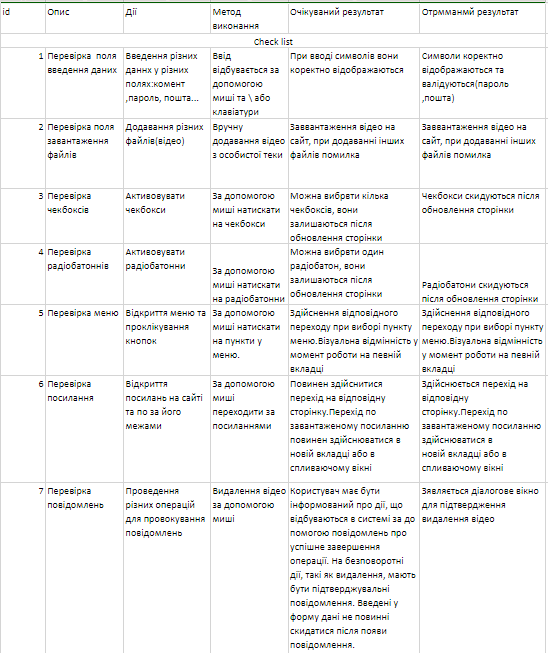 id Опис Дії Метод виконання Очікуваний результат Отрмманмй результат
Check list
1 Перевірка поля введення даних
Введення різних даннх у різних полях:комент ,пароль, пошта...
Ввід відбувається за допомогою миші та \ або клавіатури
При вводі символів вони коректно відображаються
Символи коректно відображаються та валідуються(пароль ,пошта)
2 Перевірка поля завантаження файлів
Додавання різних файлів(відео)
Вручну додавання відео з особистої теки
Заввантаження відео на сайт, при додаванні інших файлів помилка
Заввантаження відео на сайт, при додаванні інших файлів помилка
3 Перевірка чекбоксів
Активовувати чекбокси
За допомогою миші натискати на чекбокси
Можна вибрвти кілька чекбоксів, вони залишаються після обновлення сторінки
Чекбокси скидуються після обновлення сторінки
4 Перевірка радіобатоннів
Активовувати радіобатонни
За допомогою миші натискати на радіобатонни
Можна вибрвти один радіобатон, вони залишаються після обновлення сторінки
Радіобатони скидуються після обновлення сторінки
5 Перевірка меню
Відкриття меню та проклікування кнопок
За допомогою миші натискати на пункти у меню.
Здійснення відповідного переходу при виборі пункту меню.Візуальна відмінність у момент роботи на певній вкладці
Здійснення відповідного переходу при виборі пункту меню.Візуальна відмінність у момент роботи на певній вкладці
6 Перевірка посилання
Відкриття посилань на сайті та по за його межами
За допомогою миші переходити за посиланнями
Повинен здійснитися перехід на відповідну сторінку.Перехід по завантаженому посиланню повинен здійснюватися в новій вкладці або в спливаючому вікні
Здійснюється перехід на відповідну сторінку.Перехід по завантаженому посиланню здійснюватися в новій вкладці або в спливаючому вікні
7 Перевірка повідомлень
Проведення різних операцій для провокування повідомлень
Видалення відео за допомогою миші
Користувач має бути інформований про дії, що відбуваються в системі за до помогою повідомлень про успішне завершення операції. На безповоротні дії, такі як видалення, мають бути підтверджувальні повідомлення. Введені у форму дані не повинні скидатися після появи повідомлення.
Зявляється діалогове вікно для підтвердження видалення відео